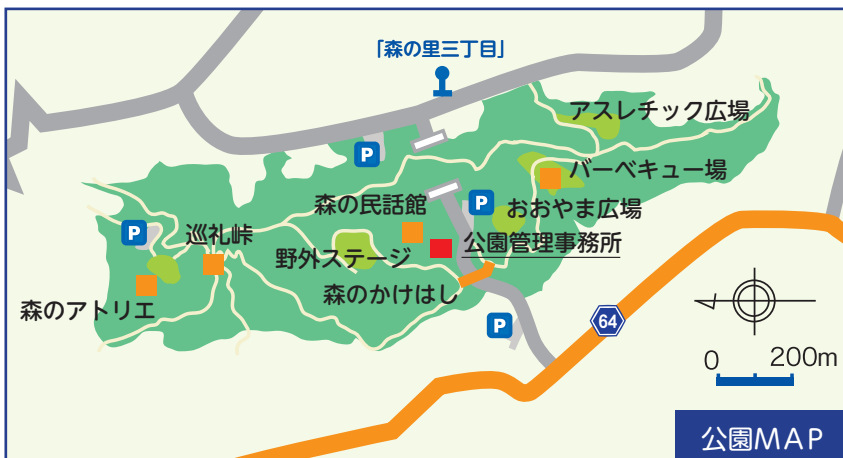 「森の里三丁目」
アスレチック広場
P
バーベキュー場
森の民話館
P
おおやま広場
P
巡礼峠
野外ステージ
公園管理事務所
森のアトリエ
森のかけはし
P
64
0 200m
公園MAP